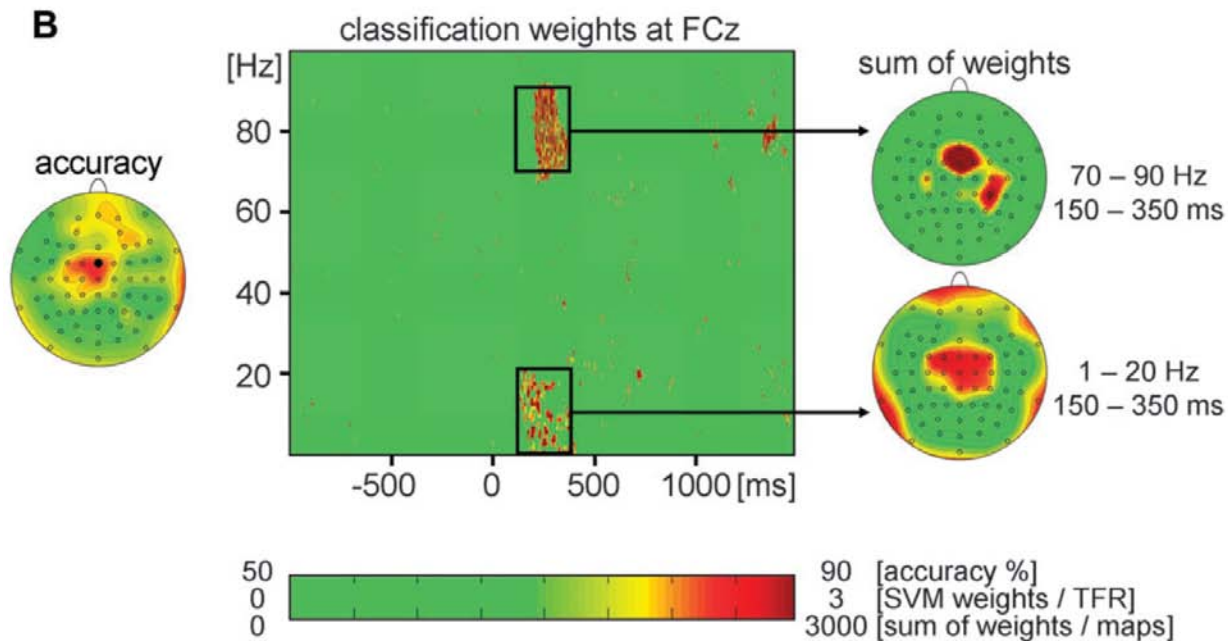 B
classification weights at FCz
[Hz]
80
60
40
20
-500 0 500 1000 [ms]
accuracy
sum of weights
70 – 90 Hz
150 – 350 ms
1 – 20 Hz
150 – 350 ms
50 90 [accuracy %]
0 3 [SVM weights / TFR]
0 3000 [sum of weights / maps]